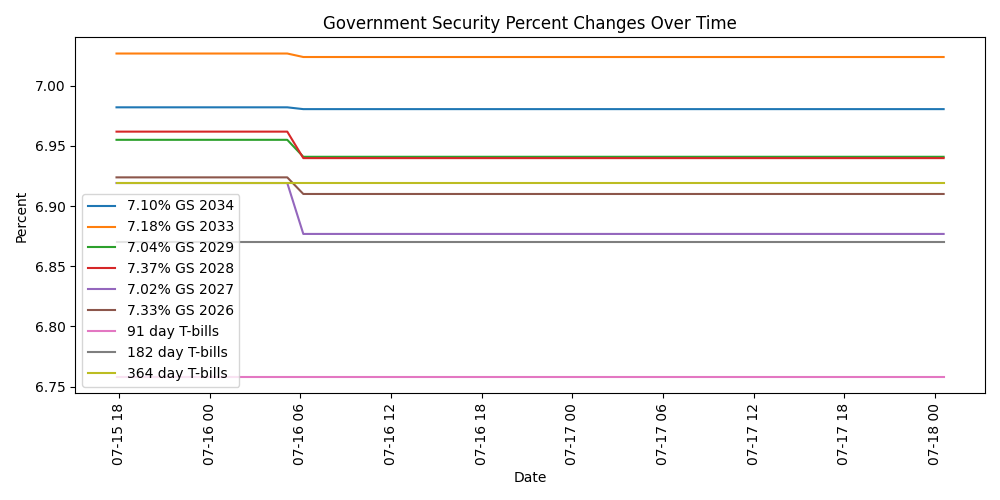 Government Security Percent Changes Over Time
Percent
7.00
6.95
6.90
6.85
6.80
6.75
7.10% GS 2034
7.18% GS 2033
7.04% GS 2029
7.37% GS 2028
7.02% GS 2027
7.33% GS 2026
91 day T-bills
182 day T-bills
364 day T-bills
07-15 18
07-16 00
07-16 06
07-16 12
07-16 18
07-17 00
07-17 06
07-17 12
07-17 18
07-18 00
Date